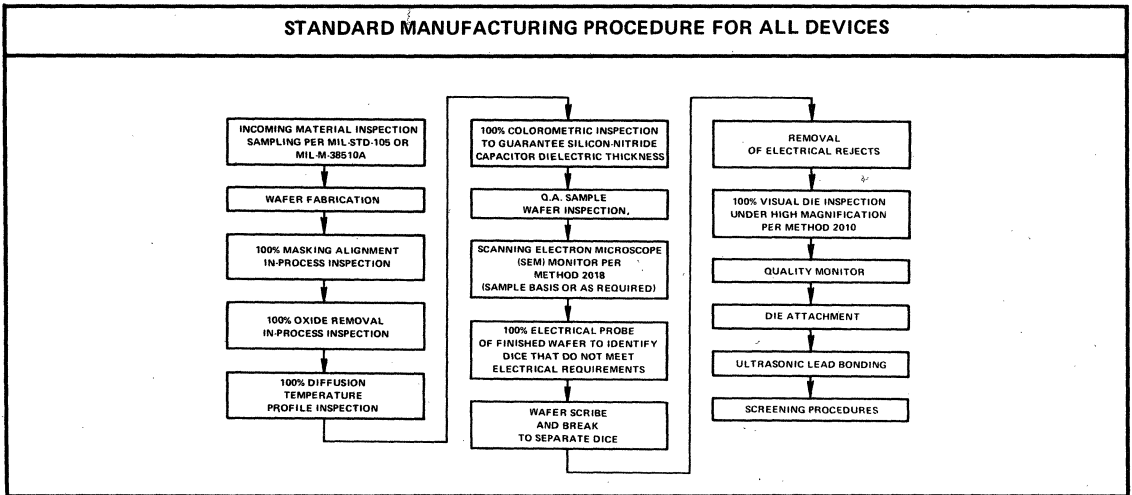 STANDARD MANUFACTURING PROCEDURE FOR ALL DEVICES
INCOMING MATERIAL INSPECTION
SAMPLING PER MIL-STD-105 OR
MIL-M-38510A
WAFER FABRICATION
100% MASKING ALIGNMENT
IN-PROCESS INSPECTION
100% OXIDE REMOVAL
IN-PROCESS INSPECTION
100% DIFFUSION
TEMPERATURE
PROFILE INSPECTION
100% COLOROMETRIC INSPECTION
TO GUARANTEE SILICON-NITRIDE
CAPACITOR DIELECTRIC THICKNESS
Q.A. SAMPLE
WAFER INSPECTION,
SCANNING ELECTRON MICROSCOPE
(SEM) MONITOR PER
METHOD 2018
(SAMPLE BASIS OR AS REQUIRED)
100% ELECTRICAL PROBE
OF FINISHED WAFER TO IDENTIFY
DICE THAT DO NOT MEET
ELECTRICAL REQUIREMENTS
WAFER SCRIBE
AND BREAK
TO SEPARATE DICE
REMOVAL
OF ELECTRICAL REJECTS
100% VISUAL DIE INSPECTION
UNDER HIGH MAGNIFICATION
PER METHOD 2010
QUALITY MONITOR
DIE ATTACHMENT
ULTRASONIC LEAD BONDING
SCREENING PROCEDURES